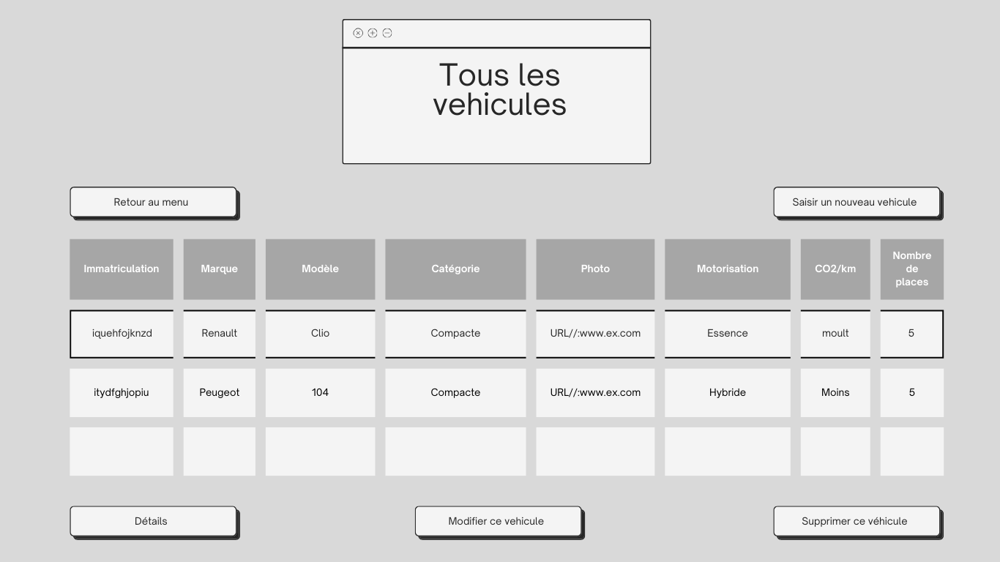 Tous les
vehicules
Retour au menu
Saisir un nouveau vehicule
Immatriculation Marque Modèle Catégorie Photo Motorisation CO2/km Nombre de places
iquehfojknzd Renault Clio Compacte URL//:www.ex.com Essence moult 5
itydfghjopiu Peugeot 104 Compacte URL//:www.ex.com Hybride Moins 5
Détails
Modifier ce vehicule
Supprimer ce véhicule